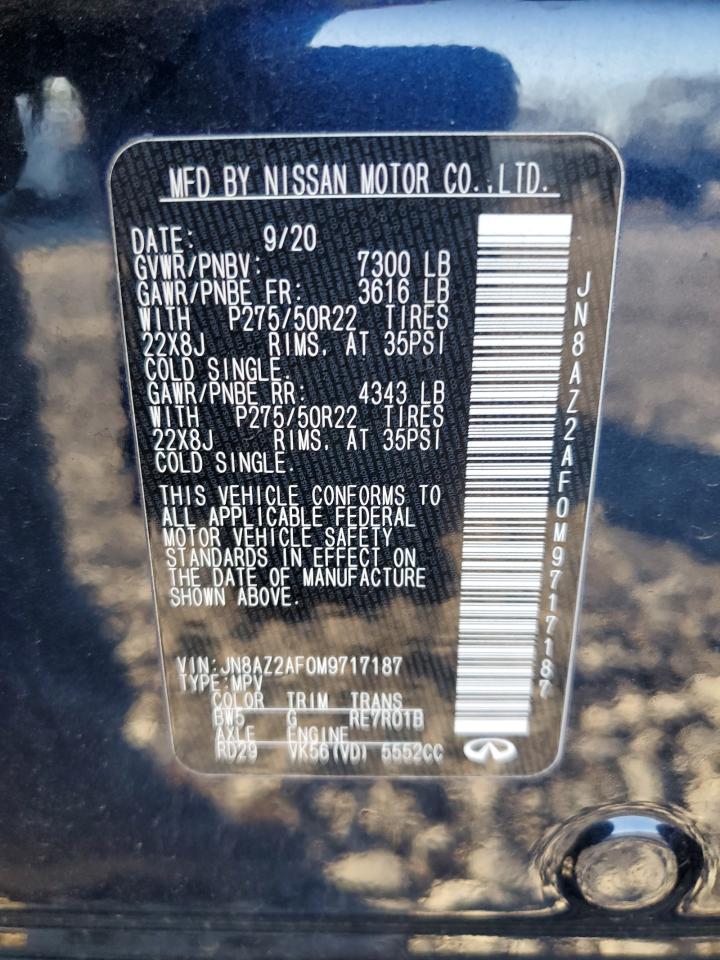 MFD BY NISSAN MOTOR CO.,LTD.
DATE: 9/20
GVWR/PNBV: 7300 LB
GAWR/PNBE FR: 3616 LB
WITH P275/50R22 TIRES
22X8J RIMS, AT 35PSI
COLD SINGLE.
GAWR/PNBE RR: 4343 LB
WITH P275/50R22 TIRES
22X8J RIMS, AT 35PSI
COLD SINGLE.
THIS VEHICLE CONFORMS TO
ALL APPLICABLE FEDERAL
MOTOR VEHICLE SAFETY
STANDARDS IN EFFECT ON
THE DATE OF MANUFACTURE
SHOWN ABOVE.
VIN:JN8AZ2AF0M9717187
TYPE:MPV
COLOR TRIM TRANS
BW5 G RE7R01B
AXLE ENGINE
RD29 VK56(VD) 5552CC
JN8AZ2AF0M9717187